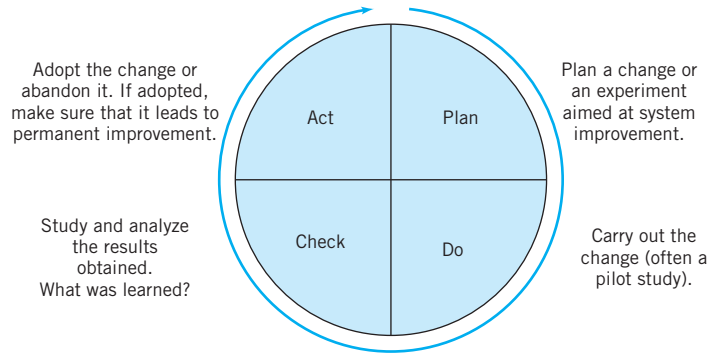 Adopt the change or
abandon it. If adopted,
make sure that it leads to
permanent improvement.
Act
Plan
Plan a change or
an experiment
aimed at system
improvement.
Study and analyze
the results
obtained.
What was learned?
Check
Do
Carry out the
change (often a
pilot study).